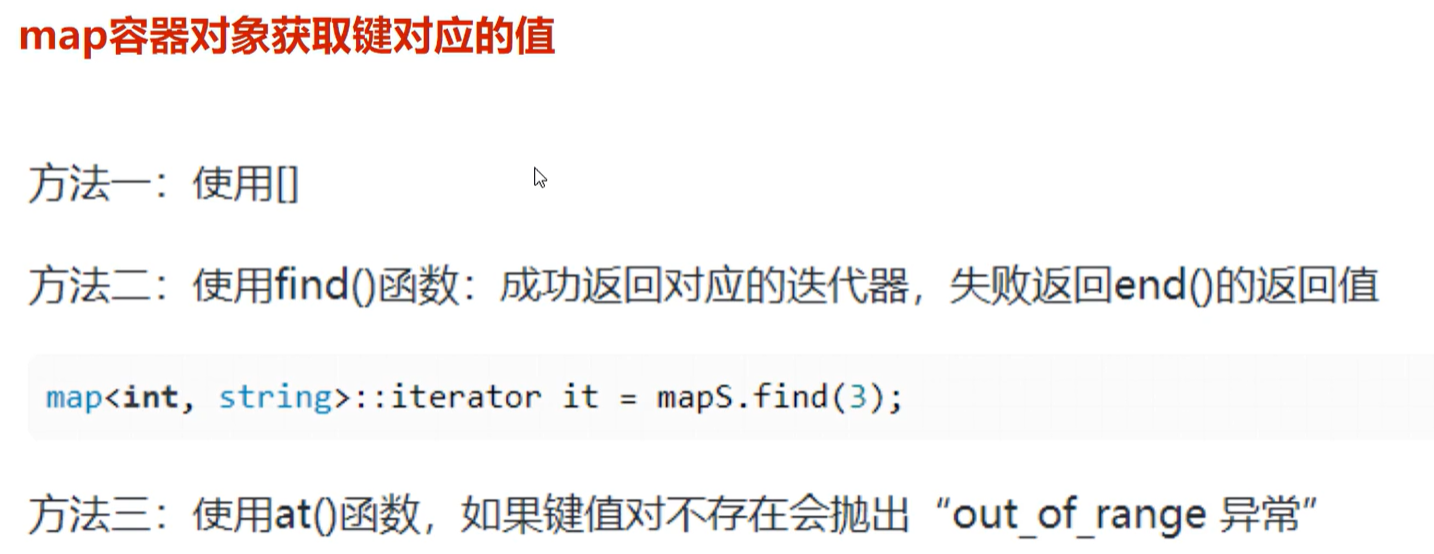 map容器对象获取键对应的值
方法一：使用[]
方法二：使用find()函数：成功返回对应的迭代器，失败返回end()的返回值
map<int, string>::iterator it = mapS.find(3);
方法三：使用at()函数，如果键值对不存在会抛出“out_of_range 异常”